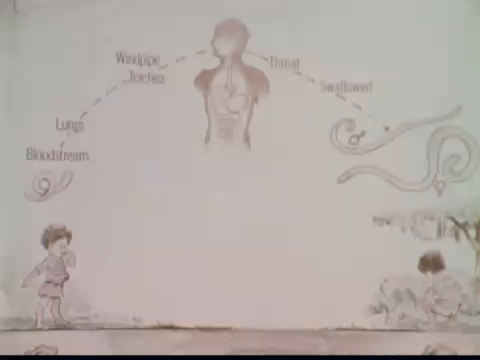 Windpipe
Trachea
Throat
Swallowed
Lungs
Bloodstream